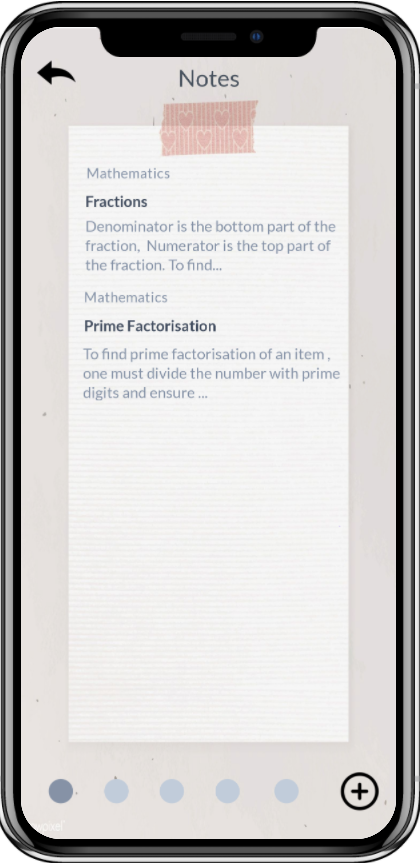 Notes
Mathematics
Fractions
Denominator is the bottom part of the
fraction, Numerator is the top part of
the fraction. To find...
Mathematics
Prime Factorisation
To find prime factorisation of an item ,
one must divide the number with prime
digits and ensure ...